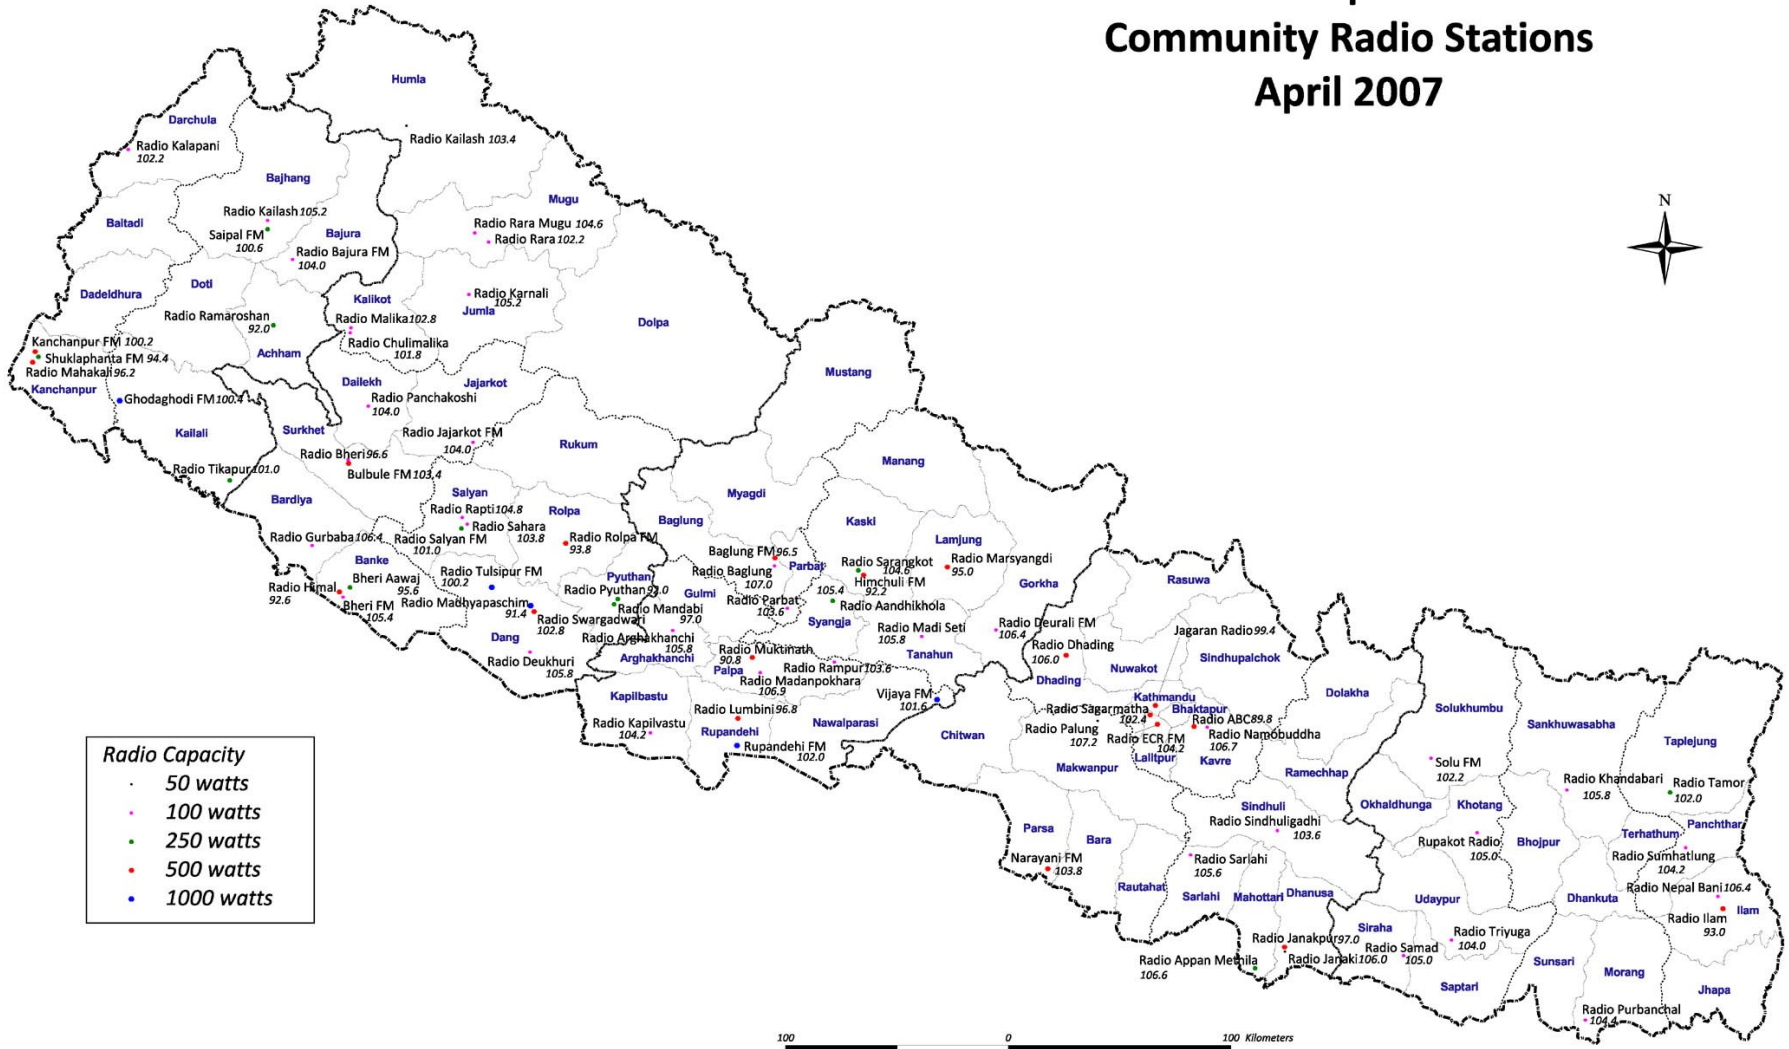 Community Radio Stations
April 2007
N
Humla
Radio Kailash 103.4
Darchula
Radio Kalapani
102.2
Bajhang
Radio Kailash 105.2
Saipal FM
100.6
Baitadi
Bajura
Radio Bajura FM
104.0
Mugu
Radio Rara Mugu 104.6
Radio Rara 102.2
Dadeldhura
Doti
Radio Ramaroshan
92.0
Achham
Kalikot
Radio Malika 102.8
Radio Chulimalika
101.8
Radio Karnali
105.2
Jumla
Dolpa
Kanchanpur FM 100.2
Shuklaphanta FM 94.4
Radio Mahakali 96.2
Kanchanpur
Ghodaghodi FM 100.4
Kailali
Radio Tikapur 101.0
Dailekh
Radio Panchakoshi
104.0
Jajarkot
Radio Jajarkot FM
104.0
Surkhet
Radio Bheri 96.6
Bulbule FM 103.4
Rukum
Mustang
Manang
Bardiya
Radio Gurbaba 106.4
Salyan
Radio Rapti 104.8
Radio Sahara
103.8
Radio Salyan FM
101.0
Rolpa
Radio Rolpa FM
93.8
Myagdi
Baglung
Baglung FM 96.5
Radio Baglung
107.0
Parbat
Radio Parbat
103.6
Kaski
Radio Sarangkot
104.6
Himchuli FM
92.2
Lamjung
Radio Marsyangdi
95.0
Gorkha
Banke
Radio Himal
92.6
Bheri Aawaj
95.6
Bheri FM
105.4
Radio Tulsipur FM
100.2
Radio Madhyapaschim
91.4
Radio Swargadwari
102.8
Dang
Radio Deukhuri
105.8
Pyuthan
Radio Pyuthan 92.0
Radio Mandabi
97.0
Gulmi
Radio Arghakhanchi
105.8
Arghakhanchi
105.4
Radio Aandhikhola
Syangja
Radio Madi Seti
105.8
Tanahun
Radio Deurali FM
106.4
Radio Muktinath
90.8
Palpa
Radio Madanpokhara
106.9
Radio Rampur 103.6
Kapilbastu
Radio Kapilvastu
104.2
Radio Lumbini 96.8
Rupandehi
Rupandehi FM
102.0
Nawalparasi
Vijaya FM
101.6
Chitwan
Rasuwa
Radio Dhading
106.0
Dhading
Nuwakot
Jagaran Radio 99.4
Sindhupalchok
Kathmandu
Bhaktapur
Radio Sagarmatha
102.4
Radio ABC 89.8
Radio Namobuddha
106.7
Radio Palung
107.2
Radio ECR FM
104.2
Lalitpur
Kavre
Makwanpur
Dolakha
Ramechhap
Sindhuli
Radio Sindhuligadhi
103.6
Parsa
Bara
Narayani FM
103.8
Rautahat
Radio Sarlahi
105.6
Sarlahi
Mahottari
Dhanusa
Radio Janakpur 97.0
Radio Janaki 106.0
Radio Appan Methila
106.6
Solukhumbu
Solu FM
102.2
Okhaldhunga
Khotang
Rupakot Radio
105.0
Sankhuwasabha
Radio Khandabari
105.8
Bhojpur
Taplejung
Radio Tamor
102.0
Terhathum
Panchthar
Radio Sumhatlung
104.2
Radio Nepal Bani 106.4
Ilam
Radio Ilam
93.0
Dhankuta
Udaypur
Siraha
Radio Samad
105.0
Radio Triyuga
104.0
Saptari
Sunsari
Morang
Radio Purbanchal
104.4
Jhapa
Radio Capacity
50 watts
100 watts
250 watts
500 watts
1000 watts
100 0 100 Kilometers